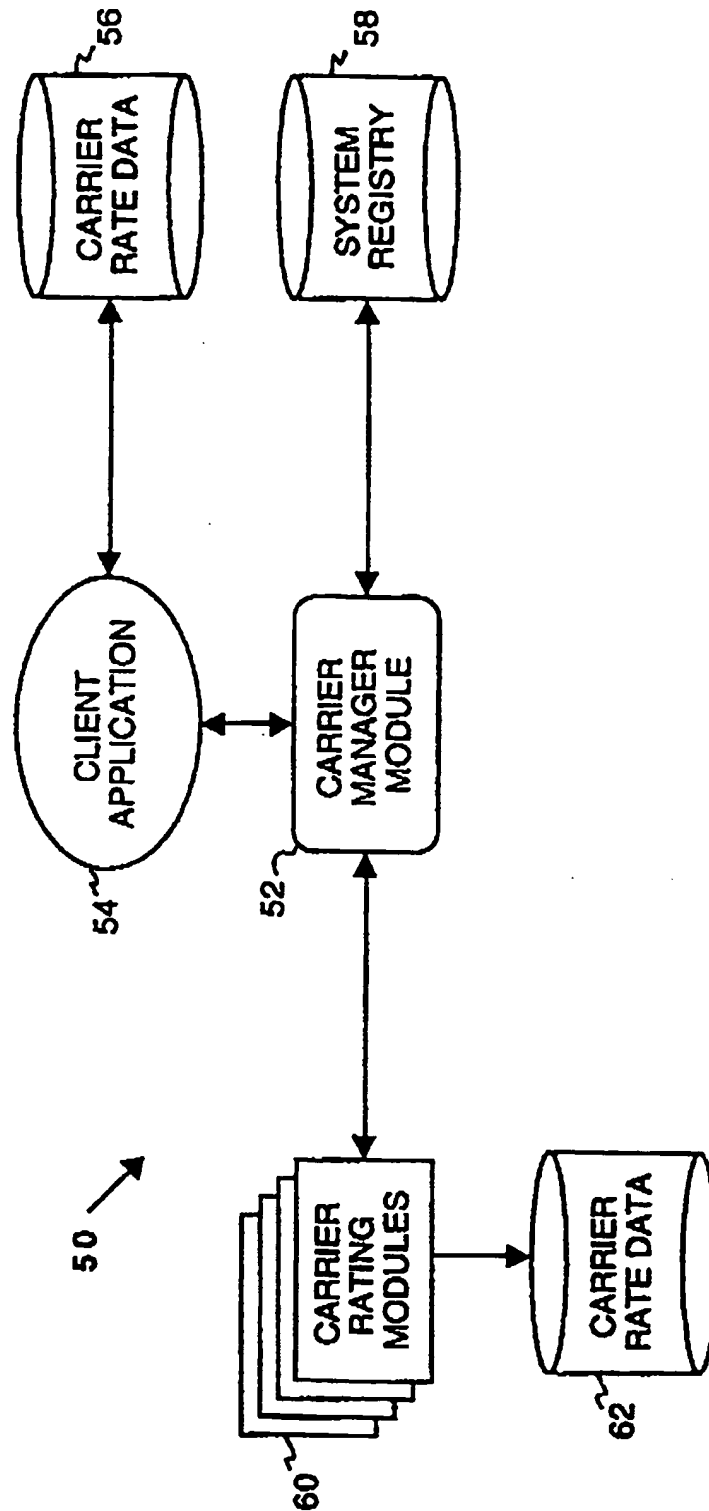 50
CLIENT
APPLICATION
54
CARRIER
RATE DATA
56
CARRIER
RATING
MODULES
60
CARRIER
MANAGER
MODULE
52
SYSTEM
REGISTRY
58
CARRIER
RATE DATA
62